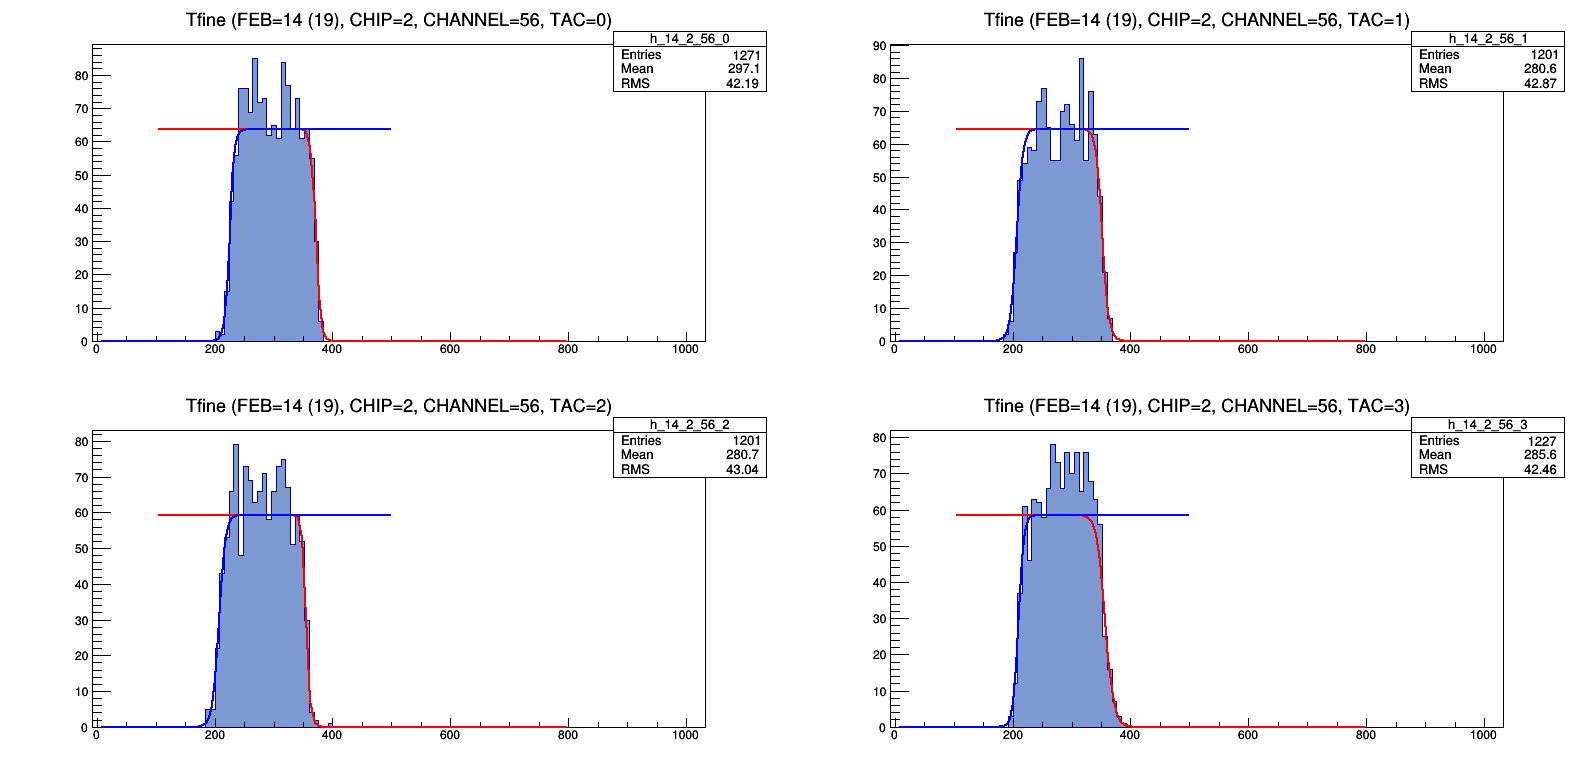 Tfine (FEB=14 (19), CHIP=2, CHANNEL=56, TAC=0)
h_14_2_56_0
Entries 1271
Mean 297.1
RMS 42.19
80
70
60
50
40
30
20
10
0
0 200 400 600 800 1000
Tfine (FEB=14 (19), CHIP=2, CHANNEL=56, TAC=1)
h_14_2_56_1
Entries 1201
Mean 280.6
RMS 42.87
90
80
70
60
50
40
30
20
10
0
0 200 400 600 800 1000
Tfine (FEB=14 (19), CHIP=2, CHANNEL=56, TAC=2)
h_14_2_56_2
Entries 1201
Mean 280.7
RMS 43.04
80
70
60
50
40
30
20
10
0
0 200 400 600 800 1000
Tfine (FEB=14 (19), CHIP=2, CHANNEL=56, TAC=3)
h_14_2_56_3
Entries 1227
Mean 285.6
RMS 42.46
80
70
60
50
40
30
20
10
0
0 200 400 600 800 1000